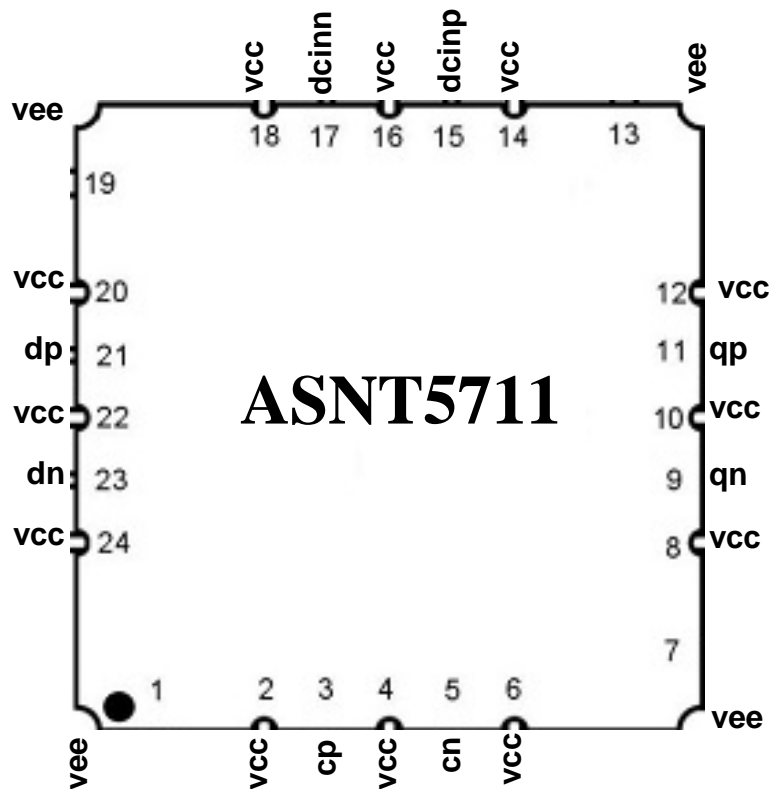 vcc dcinn vcc dcinp vcc vee
vee
18 17 16 15 14 13
19
vcc 20 12 vcc
dp 21 11 qp
ASNT5711
vcc 22 10 vcc
dn 23 9 qn
vcc 24 8 vcc
7
1 2 3 4 5 6
vee
vee vcc cp vcc cn vcc